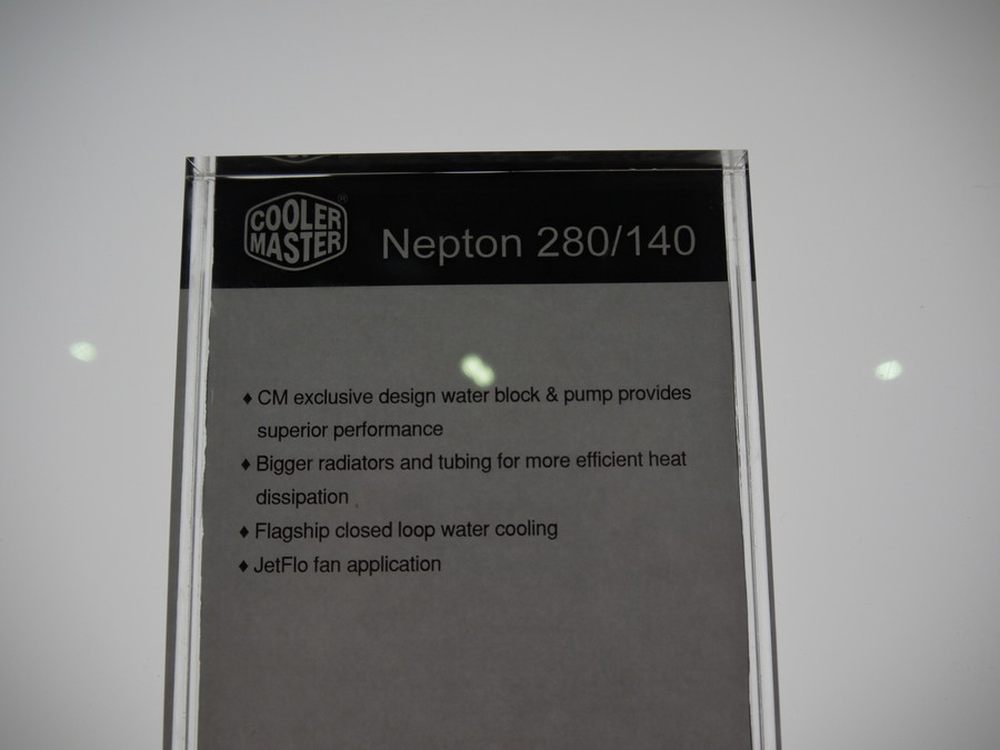 COOLER
MASTER
®
Nepton 280/140
♦ CM exclusive design water block & pump provides
superior performance
♦ Bigger radiators and tubing for more efficient heat
dissipation
♦ Flagship closed loop water cooling
♦ JetFlo fan application